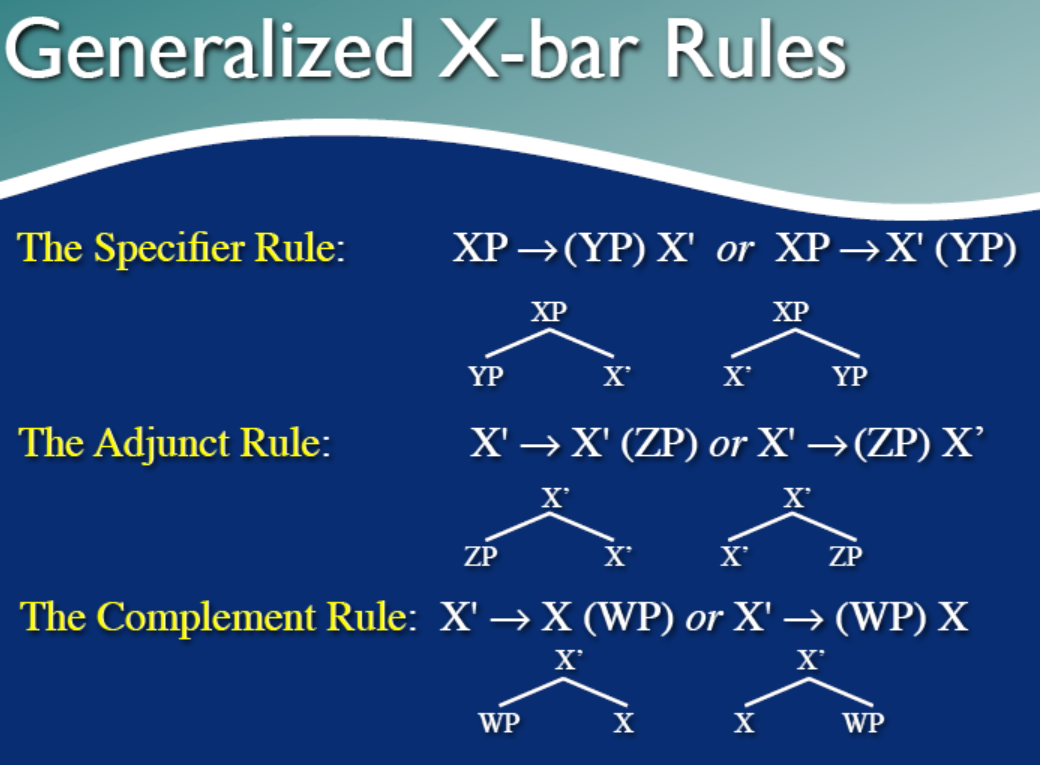 Generalized X-bar Rules
The Specifier Rule: XP → (YP) X' or XP → X' (YP)
XP XP
YP X’ X’ YP
The Adjunct Rule: X' → X' (ZP) or X' → (ZP) X’
X’ X’
ZP X’ X’ ZP
The Complement Rule: X' → X (WP) or X' → (WP) X
X’ X’
WP X X WP